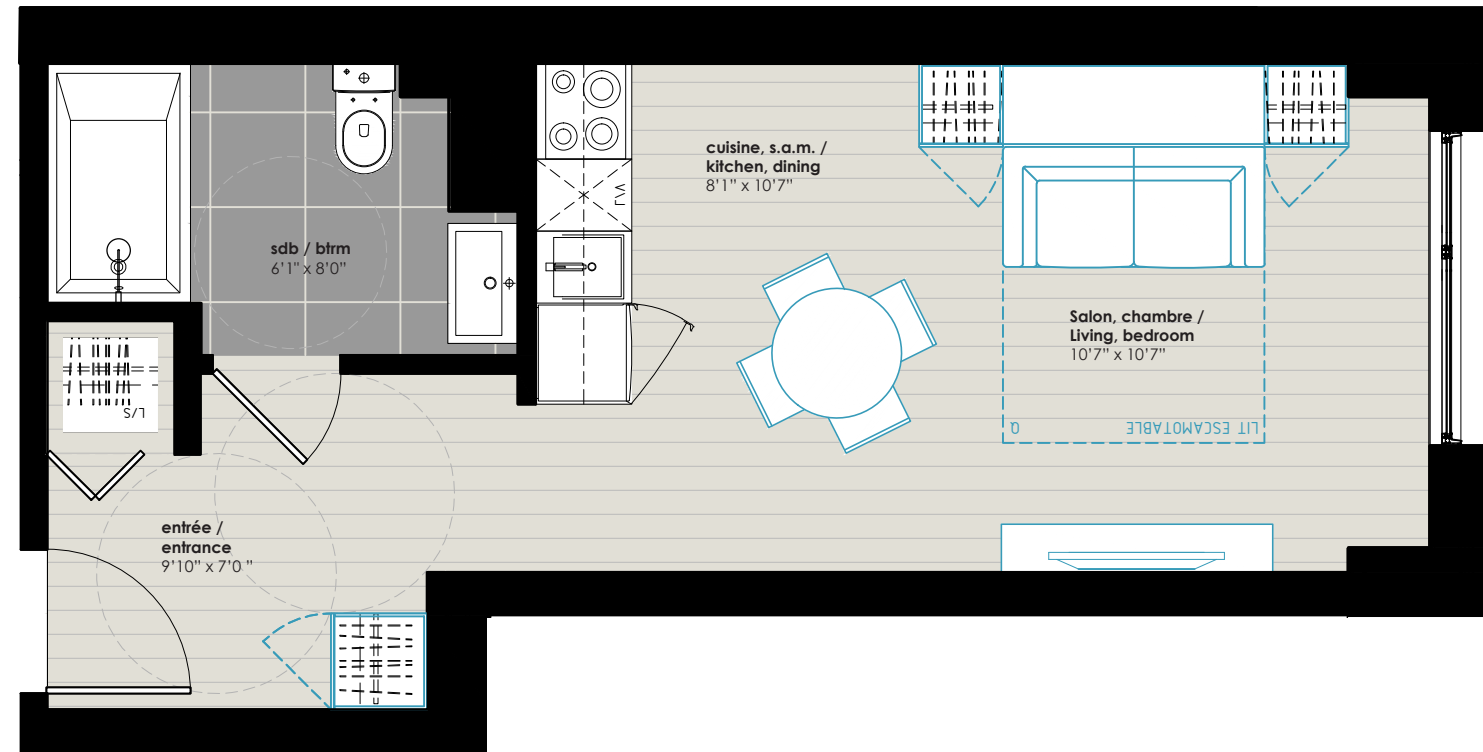 cuisine, s.a.m. /
kitchen, dining
8'1" x 10'7"
LV
sdb / btrm
6'1" x 8'0"
Salon, chambre /
Living, bedroom
10'7" x 10'7"
L/S
LIT ESCAMOTABLE Q
entrée /
entrance
9'10" x 7'0 "